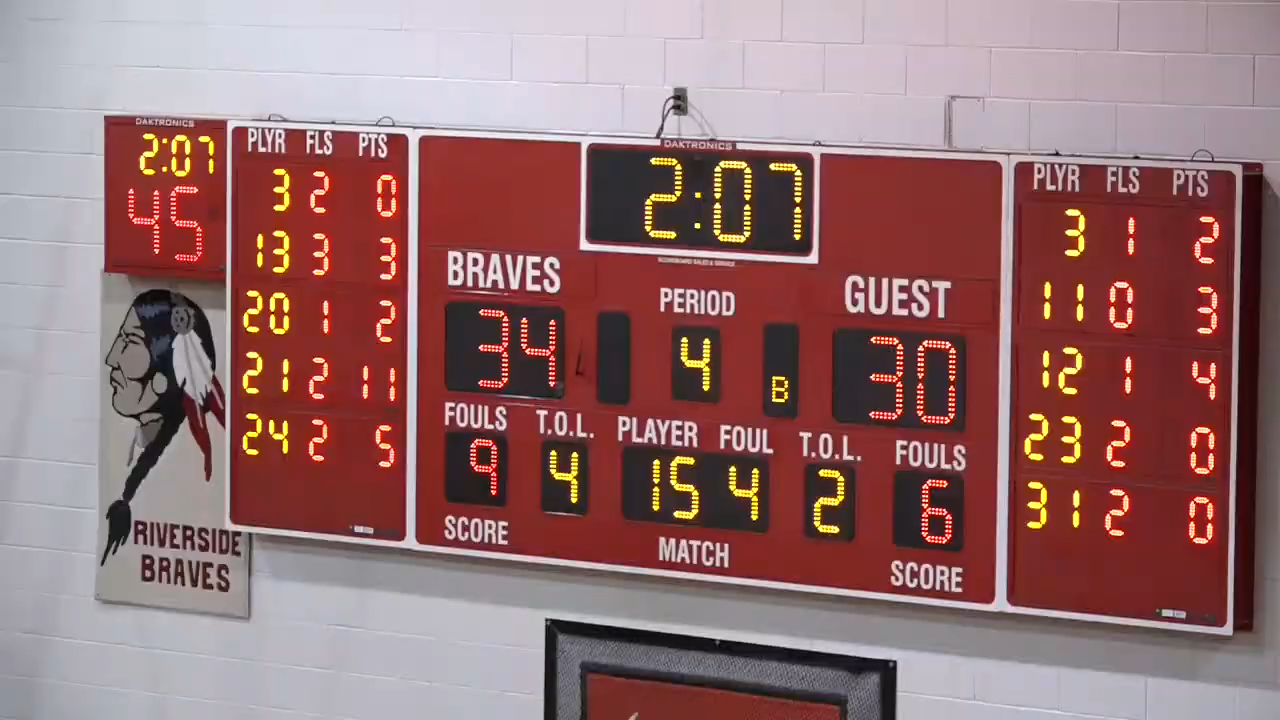 DAKTRONICS
2:07
45
PLYR FLS PTS
3 2 0
13 3 3
20 1 2
21 2 11
24 2 5
DAKTRONICS
2:07
SCOREBOARD SALES & SERVICE
BRAVES PERIOD GUEST
34 4 B 30
FOULS T.O.L. PLAYER FOUL T.O.L. FOULS
9 4 15 4 2 6
SCORE MATCH SCORE
PLYR FLS PTS
3 1 2
11 0 3
12 1 4
23 2 0
31 2 0
RIVERSIDE
BRAVES